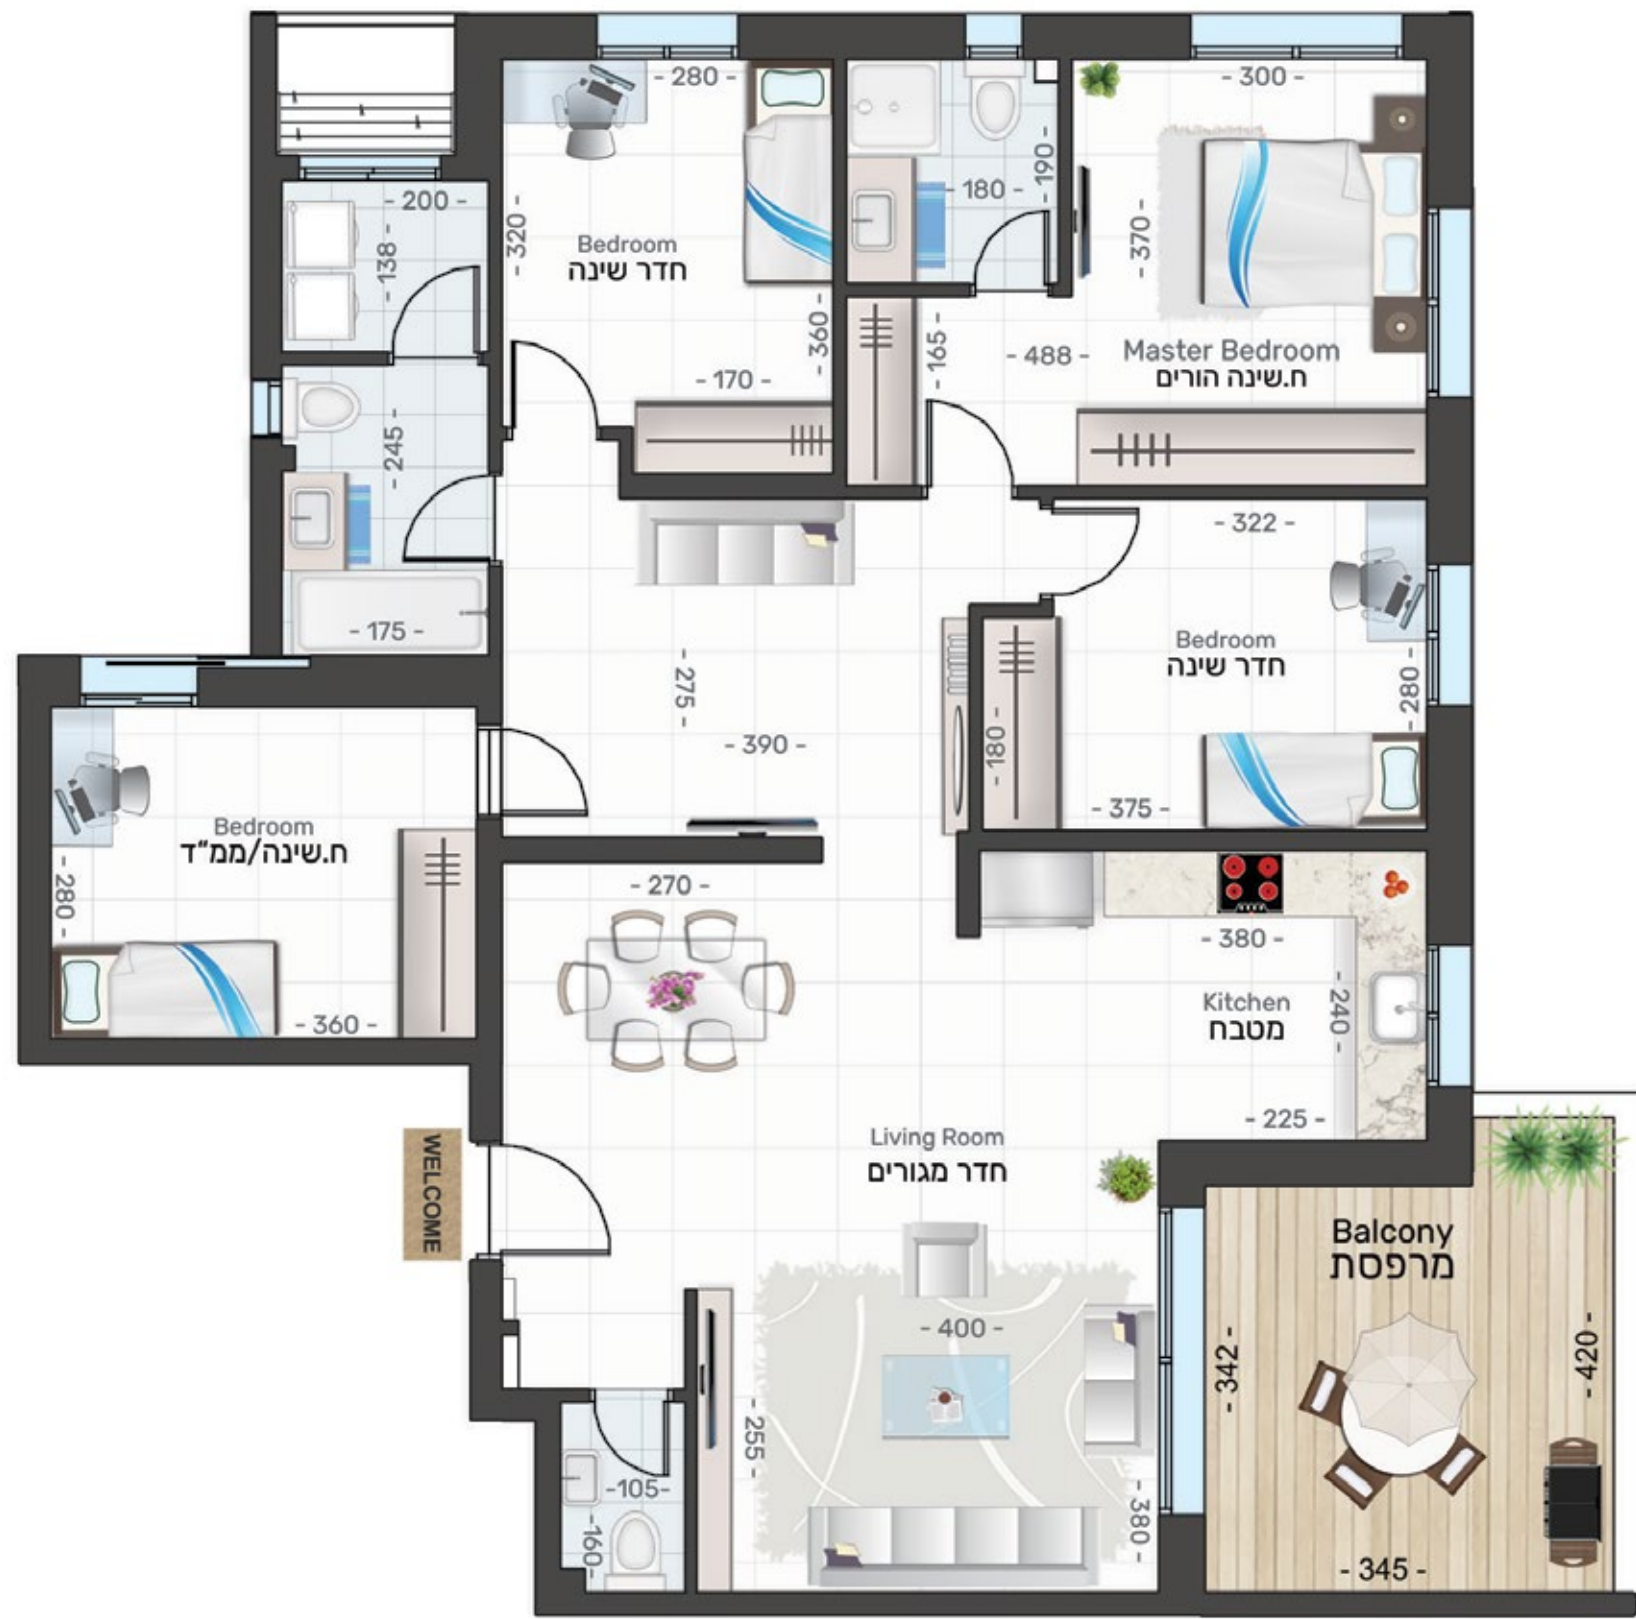 - 280 -
- 300 -
- 190 -
- 180 -
- 200 -
- 138 -
- 320 -
Bedroom
חדר שינה
- 370 -
- 360 -
- 165 -
- 488 -
Master Bedroom
ח.שינה הורים
- 170 -
- 245 -
- 322 -
- 175 -
Bedroom
חדר שינה
- 280 -
- 275 -
- 390 -
- 180 -
- 375 -
Bedroom
ח.שינה/ממ"ד
- 280 -
- 360 -
- 270 -
- 380 -
Kitchen
מטבח
- 240 -
- 225 -
Living Room
חדר מגורים
WELCOME
Balcony
מרפסת
- 400 -
- 342 -
- 420 -
- 255 -
-105-
-160-
- 380 -
- 345 -